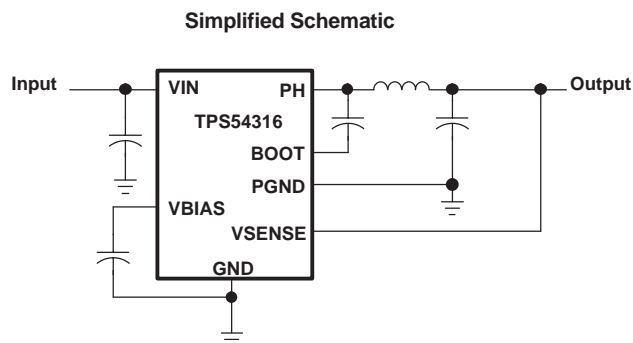 Simplified Schematic
Input
VIN
PH
Output
TPS54316
BOOT
PGND
VBIAS
VSENSE
GND